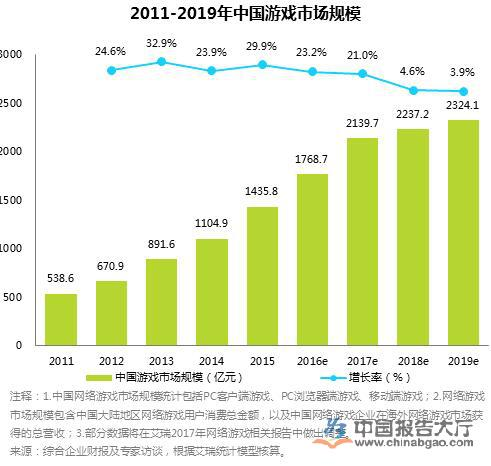 2011-2019年中国游戏市场规模
24.6% 32.9% 23.9% 29.9% 23.2% 21.0% 4.6% 3.9%
3000
2500
2000
1500
1000
500
0
538.6 670.9 891.6 1104.9 1435.8 1768.7 2139.7 2237.2 2324.1
2011 2012 2013 2014 2015 2016e 2017e 2018e 2019e
中国游戏市场规模（亿元） 增长率（%）
注释：1.中国网络游戏市场规模统计包括PC客户端游戏、PC浏览器端游戏、移动端游戏；2.网络游
戏市场规模包含中国大陆地区网络游戏用户消费总金额，以及中国网络游戏企业在海外网络游戏市场获
得的总营收；3.部分数据将在艾瑞2017年网络游戏相关报告中做出
来源：综合企业财报及专家访谈，根据艾瑞统计模型核算。
中国报告大厅
www.chinabgao.com